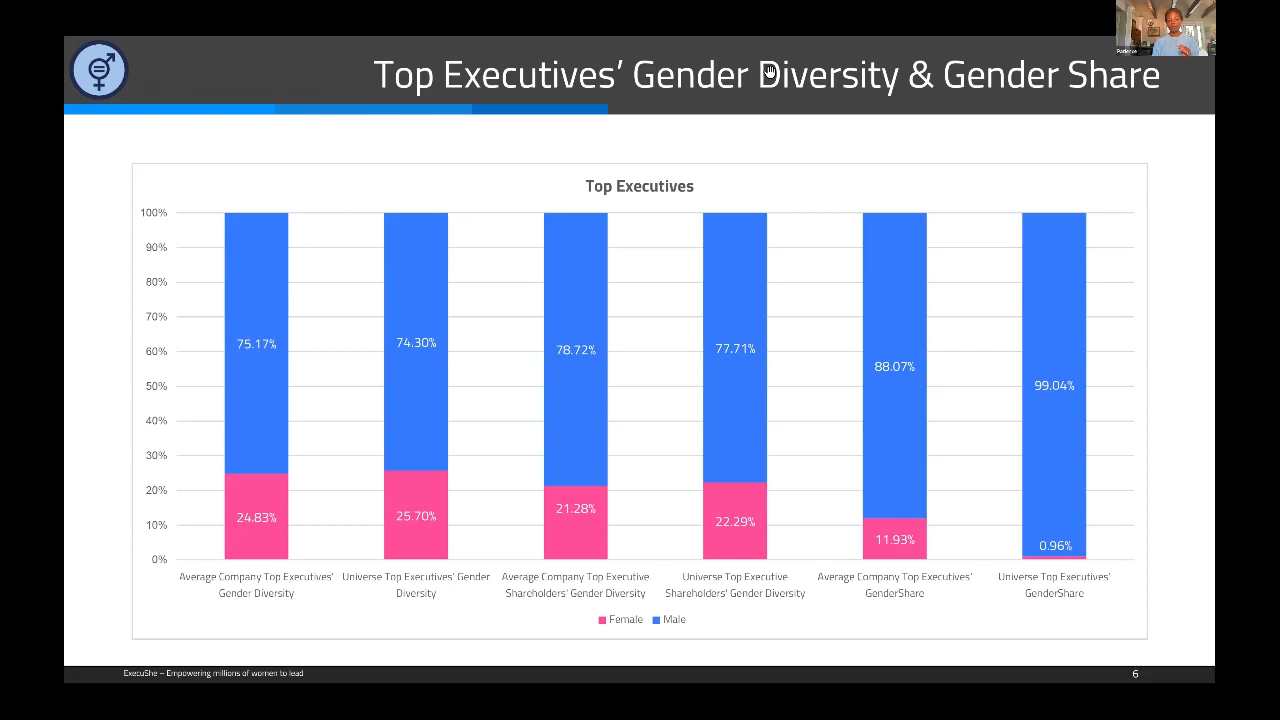 Patience
Top Executives’ Gender Diversity & Gender Share
Top Executives
100%
90%
80%
70%
60%
50%
40%
30%
20%
10%
0%
75.17%
74.30%
78.72%
77.71%
88.07%
99.04%
24.83%
25.70%
21.28%
22.29%
11.93%
0.96%
Average Company Top Executives’
Gender Diversity
Universe Top Executives’ Gender
Diversity
Average Company Top Executive
Shareholders’ Gender Diversity
Universe Top Executive
Shareholders’ Gender Diversity
Average Company Top Executives’
GenderShare
Universe Top Executives’
GenderShare
Female Male
ExecuShe – Empowering millions of women to lead
6